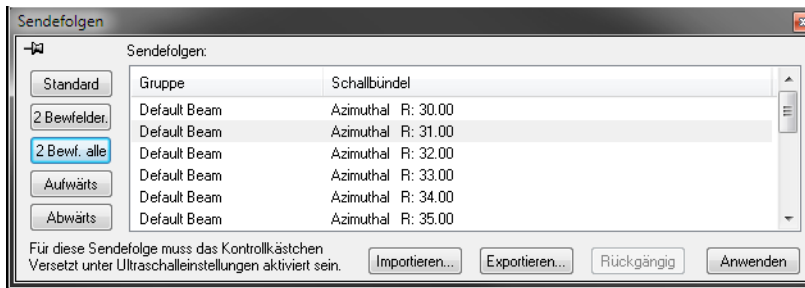 Sendefolgen
Sendefolgen:
Standard
2 Bewfelder.
2 Bewf. alle
Aufwärts
Abwärts
Gruppe Schallbündel
Default Beam Azimuthal R: 30.00
Default Beam Azimuthal R: 31.00
Default Beam Azimuthal R: 32.00
Default Beam Azimuthal R: 33.00
Default Beam Azimuthal R: 34.00
Default Beam Azimuthal R: 35.00
Für diese Sendefolge muss das Kontrollkästchen
Versetzt unter Ultraschalleinstellungen aktiviert sein.
Importieren... Exportieren... Rückgängig Anwenden